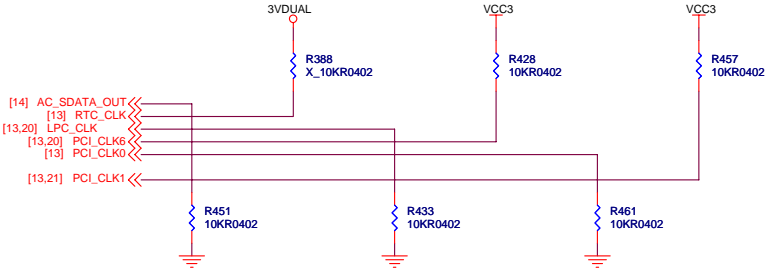 3VDUAL VCC3 VCC3
R388 R428 R457
X_10KR0402 10KR0402 10KR0402
[14] AC_SDATA_OUT
[13] RTC_CLK
[13,20] LPC_CLK
[13,20] PCI_CLK6
[13] PCI_CLK0
[13,21] PCI_CLK1
R451 R433 R461
10KR0402 10KR0402 10KR0402